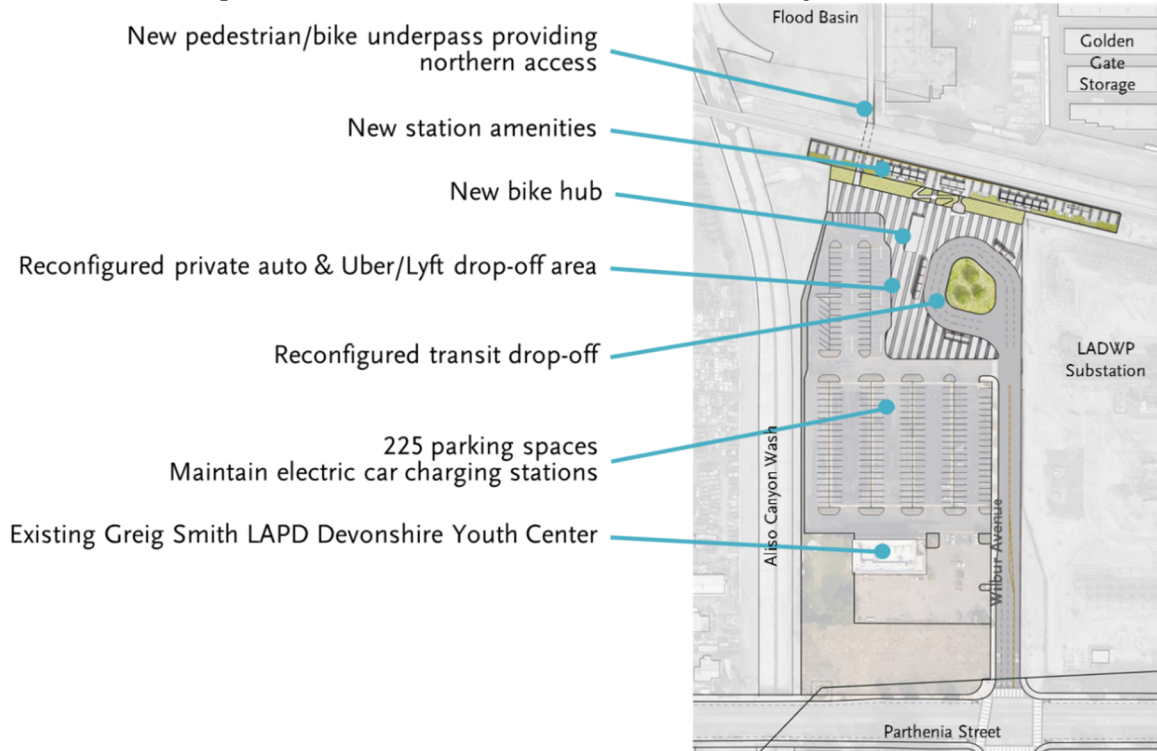 New pedestrian/bike underpass providing
northern access
New station amenities
New bike hub
Reconfigured private auto & Uber/Lyft drop-off area
Reconfigured transit drop-off
225 parking spaces
Maintain electric car charging stations
Existing Greig Smith LAPD Devonshire Youth Center
Flood Basin
Golden
Gate
Storage
LADWP
Substation
Aliso Canyon Wash
Wilbur Avenue
Parthenia Street